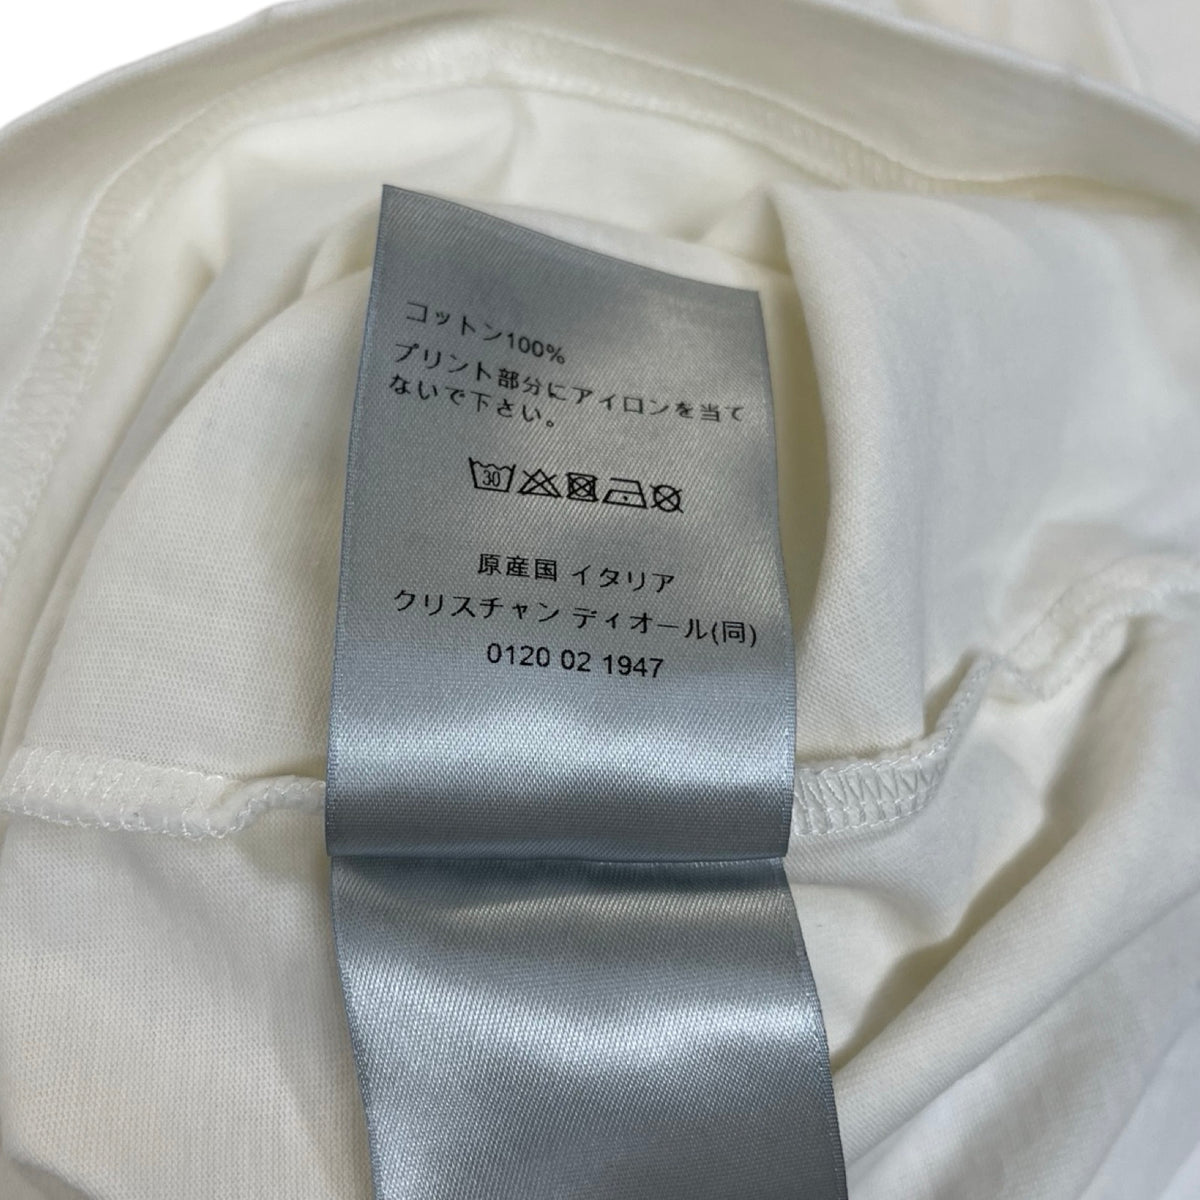 コットン100%
プリント部分にアイロンを当て
ないで下さい。
30
原産国 イタリア
クリスチャン ディオール(同)
0120 02 1947